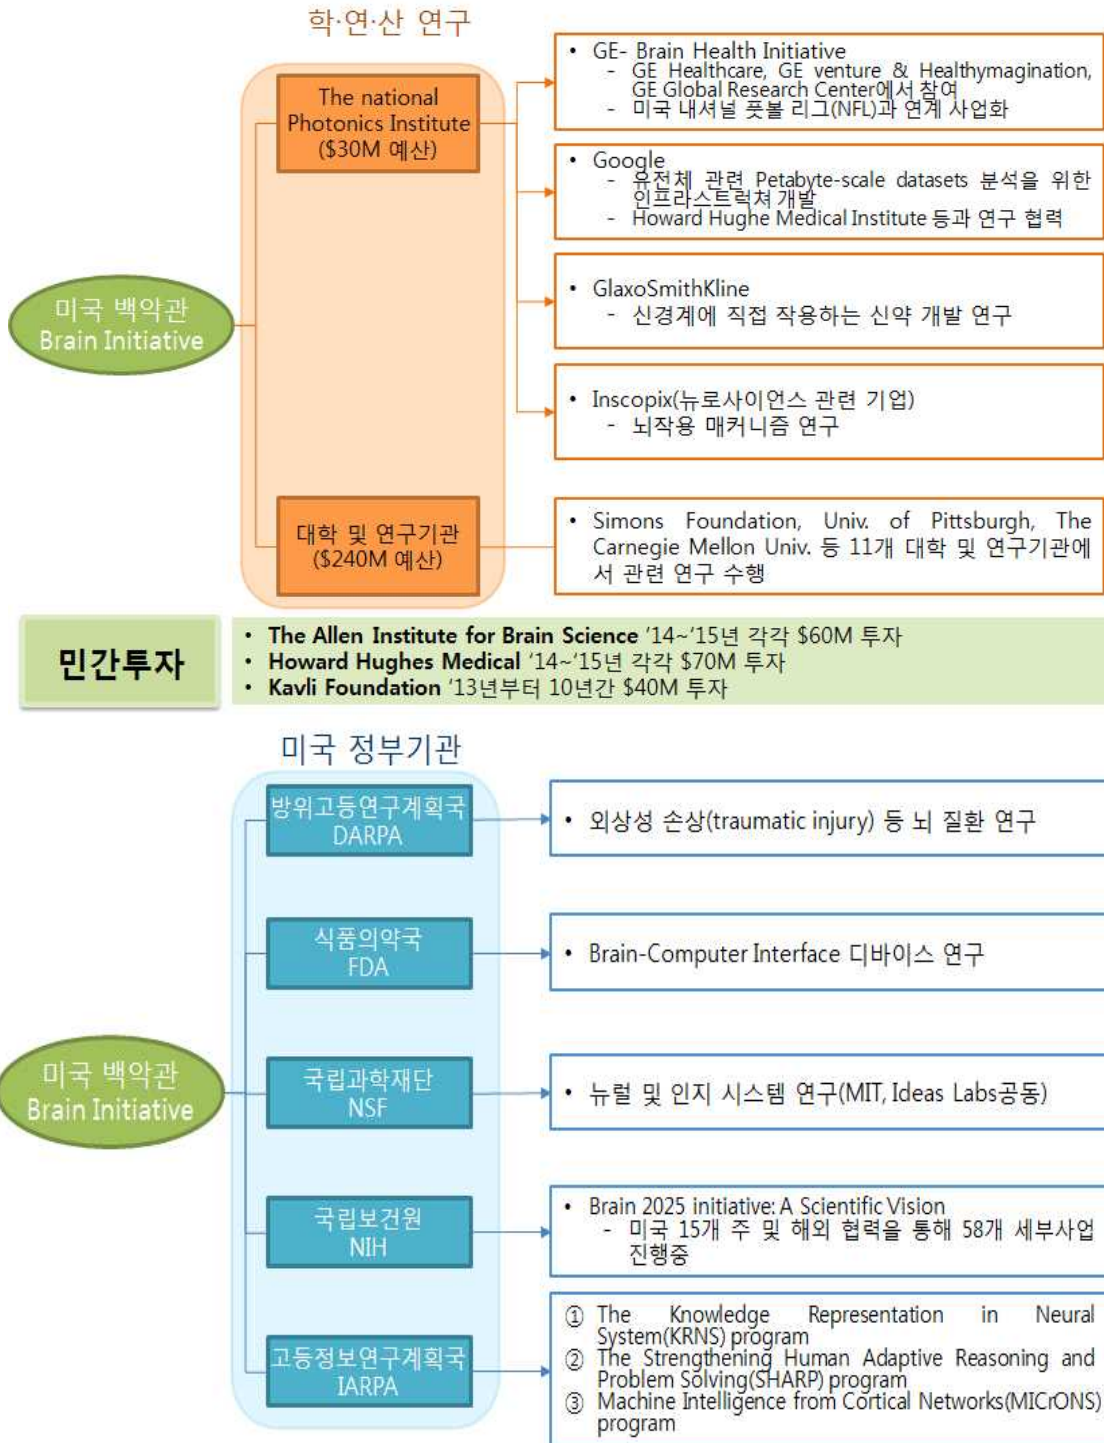 학·연·산 연구
미국 백악관
Brain Initiative
The national
Photonics Institute
($30M 예산)
• GE- Brain Health Initiative
- GE Healthcare, GE venture & Healthymagination,
GE Global Research Center에서 참여
- 미국 내셔널 풋볼 리그(NFL)과 연계 사업화
• Google
- 유전체 관련 Petabyte-scale datasets 분석을 위한
인프라스트럭쳐 개발
- Howard Hughe Medical Institute 등과 연구 협력
• GlaxoSmithKline
- 신경계에 직접 작용하는 신약 개발 연구
• Inscopix(뉴로사이언스 관련 기업)
- 뇌작용 매커니즘 연구
대학 및 연구기관
($240M 예산)
• Simons Foundation, Univ. of Pittsburgh, The
Carnegie Mellon Univ. 등 11개 대학 및 연구기관에
서 관련 연구 수행
민간투자
• The Allen Institute for Brain Science ‘14~‘15년 각각 $60M 투자
• Howard Hughes Medical ‘14~‘15년 각각 $70M 투자
• Kavli Foundation ‘13년부터 10년간 $40M 투자
미국 정부기관
미국 백악관
Brain Initiative
방위고등연구계획국
DARPA
• 외상성 손상(traumatic injury) 등 뇌 질환 연구
식품의약국
FDA
• Brain-Computer Interface 디바이스 연구
국립과학재단
NSF
• 뉴럴 및 인지 시스템 연구(MIT, Ideas Labs공동)
국립보건원
NIH
• Brain 2025 initiative: A Scientific Vision
- 미국 15개 주 및 해외 협력을 통해 58개 세부사업
진행중
고등정보연구계획국
IARPA
① The Knowledge Representation in Neural
System(KRNS) program
② The Strengthening Human Adaptive Reasoning and
Problem Solving(SHARP) program
③ Machine Intelligence from Cortical Networks(MICrONS)
program